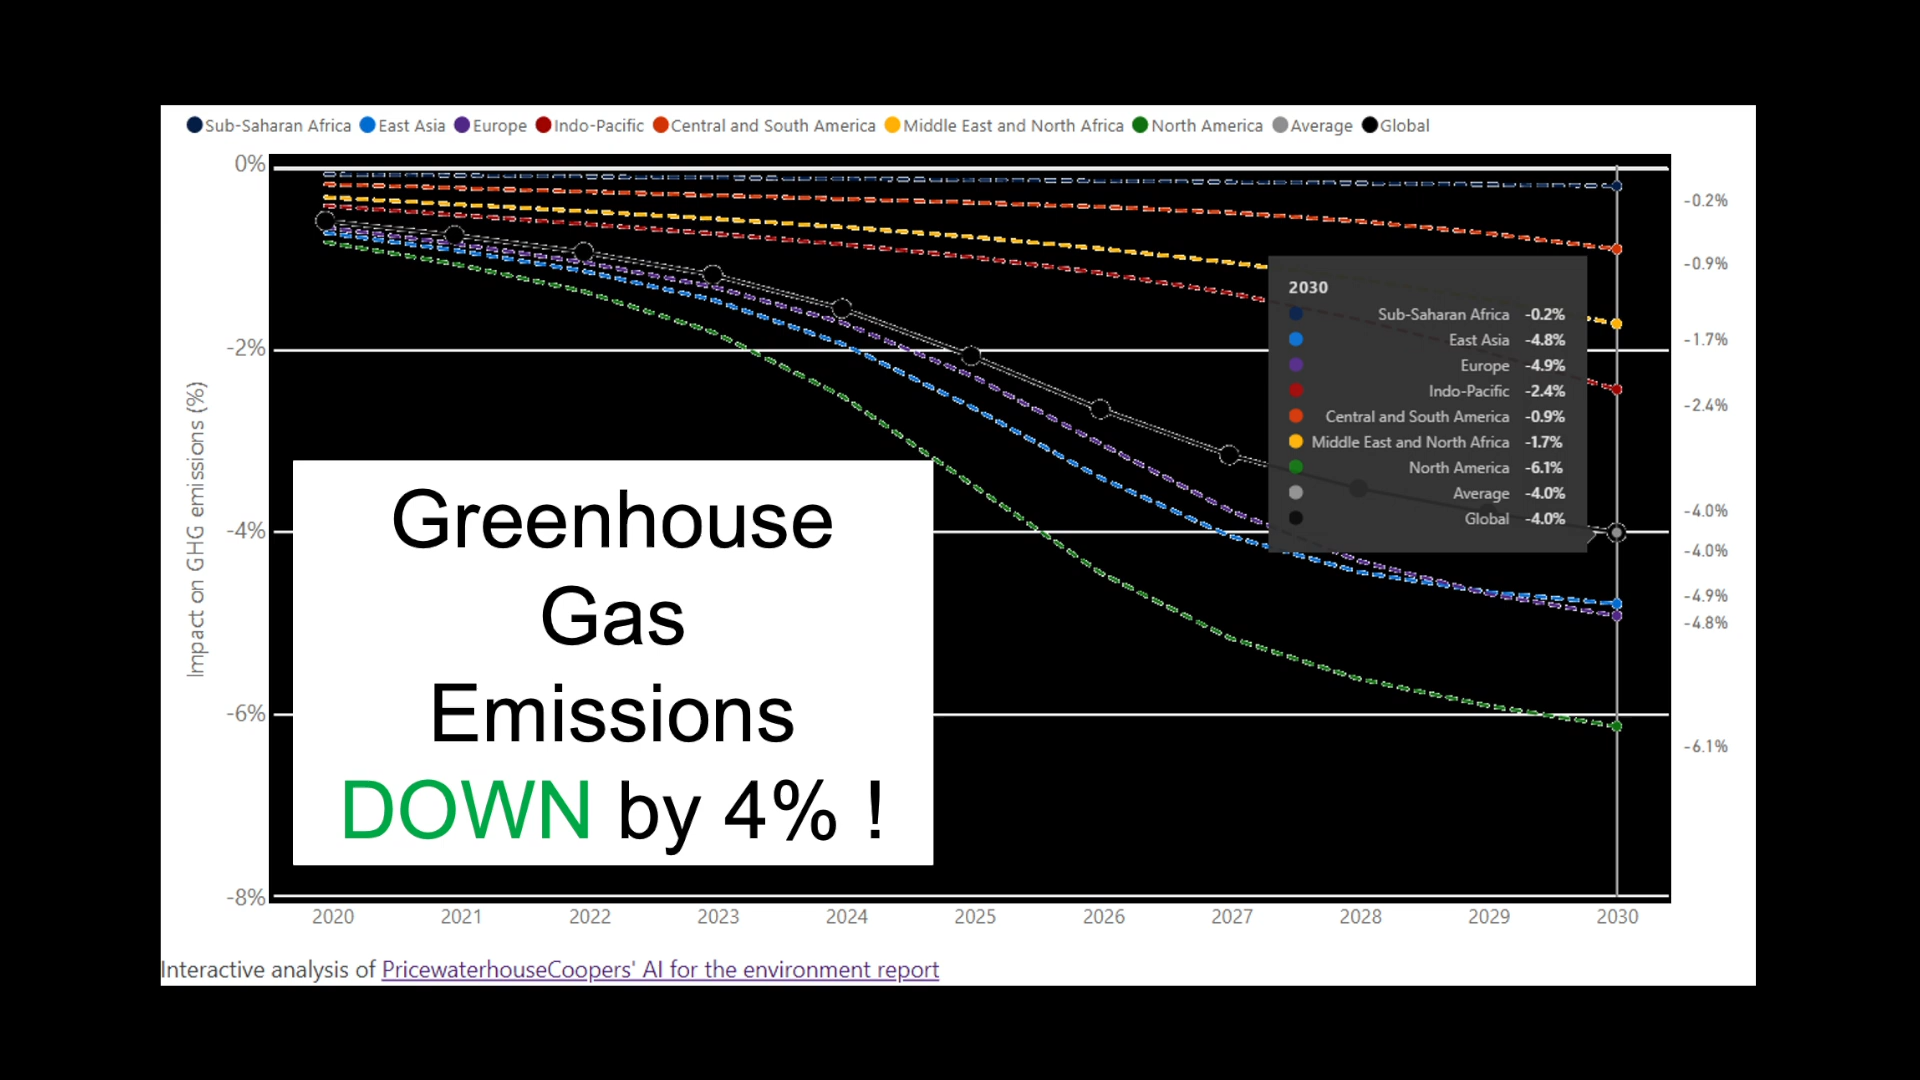 Sub-Saharan Africa East Asia Europe Indo-Pacific Central and South America Middle East and North Africa North America Average Global
0%
-2%
-4%
-6%
-8%
Impact on GHG emissions (%)
Greenhouse
Gas
Emissions
DOWN by 4% !
2030
Sub-Saharan Africa -0.2%
East Asia -4.8%
Europe -4.9%
Indo-Pacific -2.4%
Central and South America -0.9%
Middle East and North Africa -1.7%
North America -6.1%
Average -4.0%
Global -4.0%
-0.2%
-0.9%
-1.7%
-2.4%
-4.0%
-4.0%
-4.9%
-4.8%
-6.1%
2020 2021 2022 2023 2024 2025 2026 2027 2028 2029 2030
Interactive analysis of PricewaterhouseCoopers' AI for the environment report